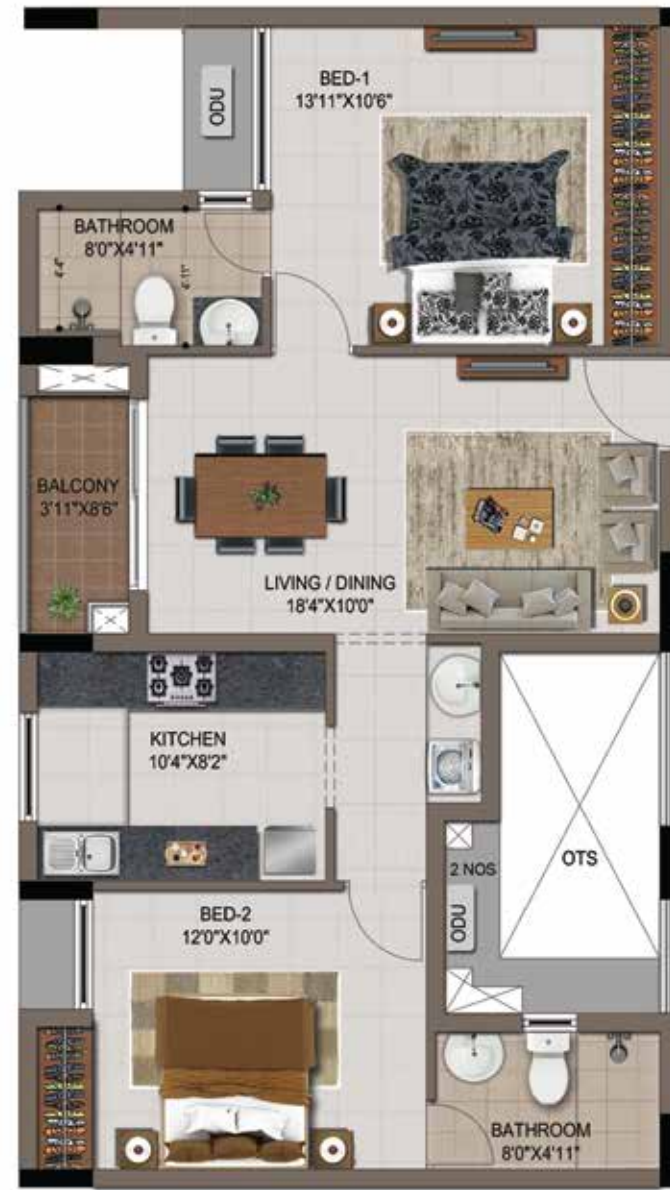 BED-1
13'11"X10'6"
ODU
BATHROOM
8'0"X4'11"
4'-11"
BALCONY
3'11"X8'6"
LIVING / DINING
18'4"X10'0"
KITCHEN
10'4"X8'2"
OTS
2 NOS
ODU
BED-2
12'0"X10'0"
BATHROOM
8'0"X4'11"